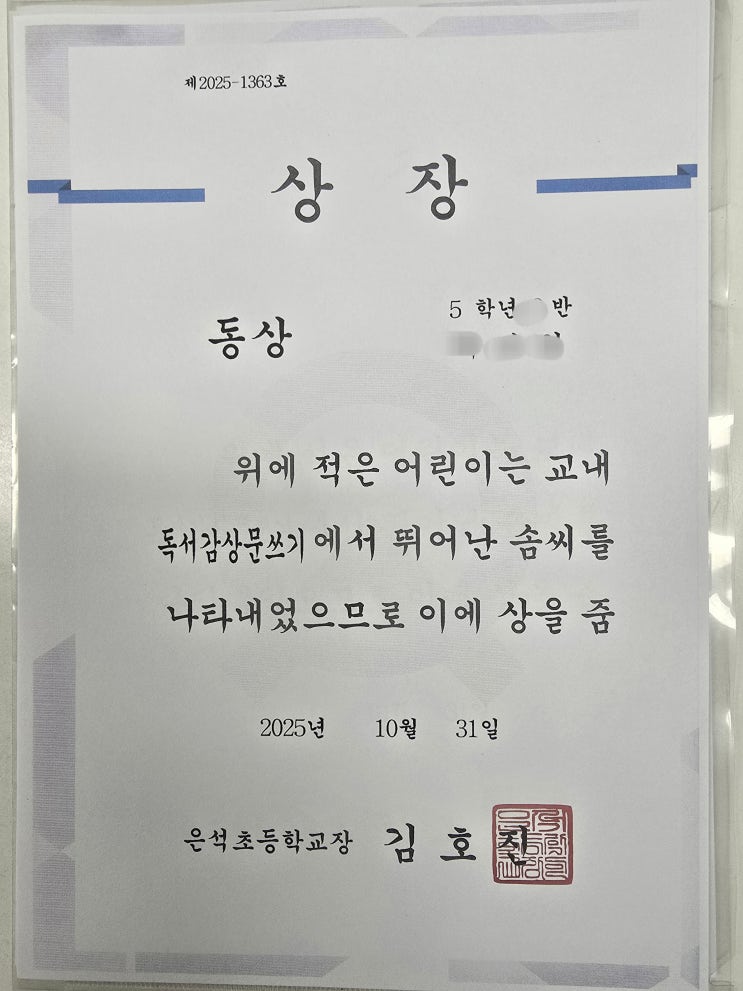 제2025-1363호
상 장
동상
5 학년 반
위에 적은 어린이는 교내
독서감상문쓰기에서 뛰어난 솜씨를
나타내었으므로 이에 상을 줌
2025년 10월 31일
은석초등학교장 김 호 진